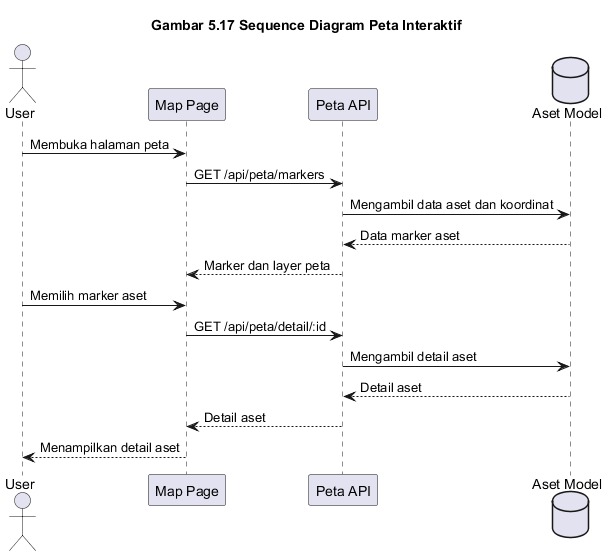 Gambar 5.17 Sequence Diagram Peta Interaktif
User
Map Page
Peta API
Aset Model
Membuka halaman peta
GET /api/peta/markers
Mengambil data aset dan koordinat
Data marker aset
Marker dan layer peta
Memilih marker aset
GET /api/peta/detail/:id
Mengambil detail aset
Detail aset
Detail aset
Menampilkan detail aset
User
Map Page
Peta API
Aset Model